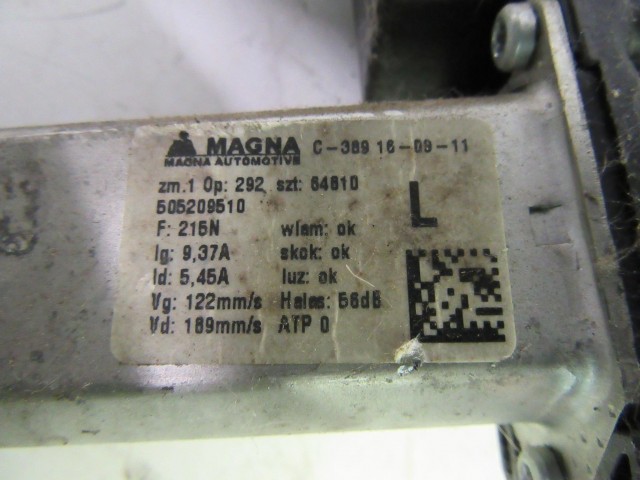 MAGNA C-389 16-09-11
MAGNA AUTOMOTIVE
zm.1 Op: 292 szt: 64610
505209510
L
F: 215N wlam: ok
Ig: 9,37A skok: ok
Id: 5,45A luz: ok
Vg: 122mm/s Halas: 56dB
Vd: 169mm/s ATP 0